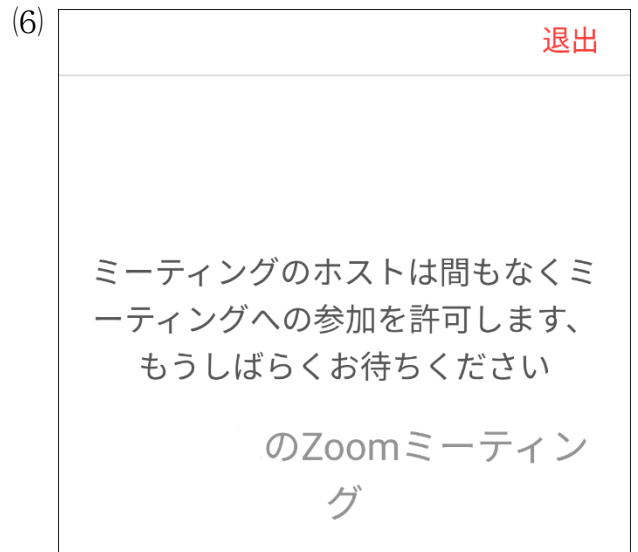 (6)
退出
ミーティングのホストは間もなくミ
ーティングへの参加を許可します、
もうしばらくお待ちください
のZoomミーティン
グ